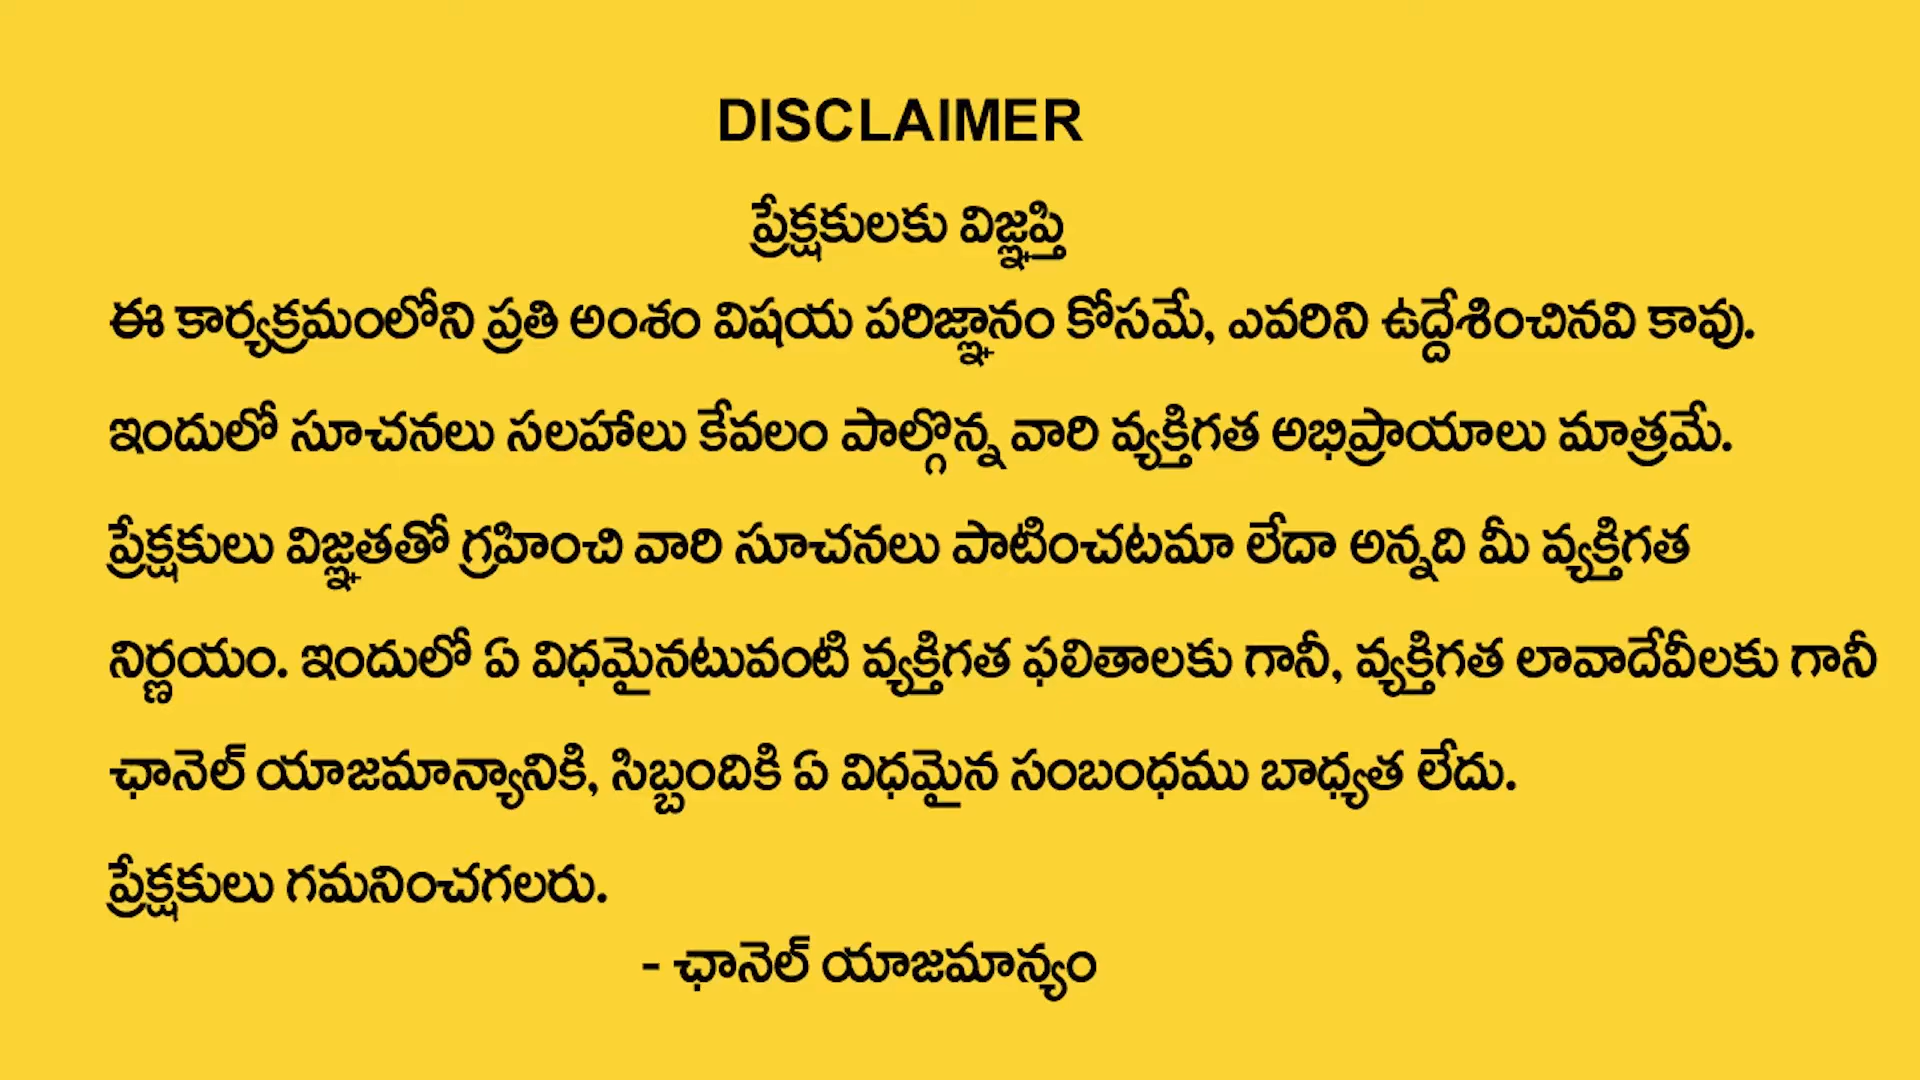 DISCLAIMER
ప్రేక్షకులకు విజ్ఞప్తి
ఈ కార్యక్రమంలోని ప్రతి అంశం విషయ పరిజ్ఞానం కోసమే, ఎవరిని ఉద్దేశించినవి కావు.
ఇందులో సూచనలు సలహాలు కేవలం పాల్గొన్న వారి వ్యక్తిగత అభిప్రాయాలు మాత్రమే.
ప్రేక్షకులు విజ్ఞతతో గ్రహించి వారి సూచనలు పాటించటమా లేదా అన్నది మీ వ్యక్తిగత
నిర్ణయం. ఇందులో ఏ విధమైనటువంటి వ్యక్తిగత ఫలితాలకు గానీ, వ్యక్తిగత లావాదేవీలకు గానీ
ఛానెల్ యాజమాన్యానికి, సిబ్బందికి ఏ విధమైన సంబంధము బాధ్యత లేదు.
ప్రేక్షకులు గమనించగలరు.
- ఛానెల్ యాజమాన్యం